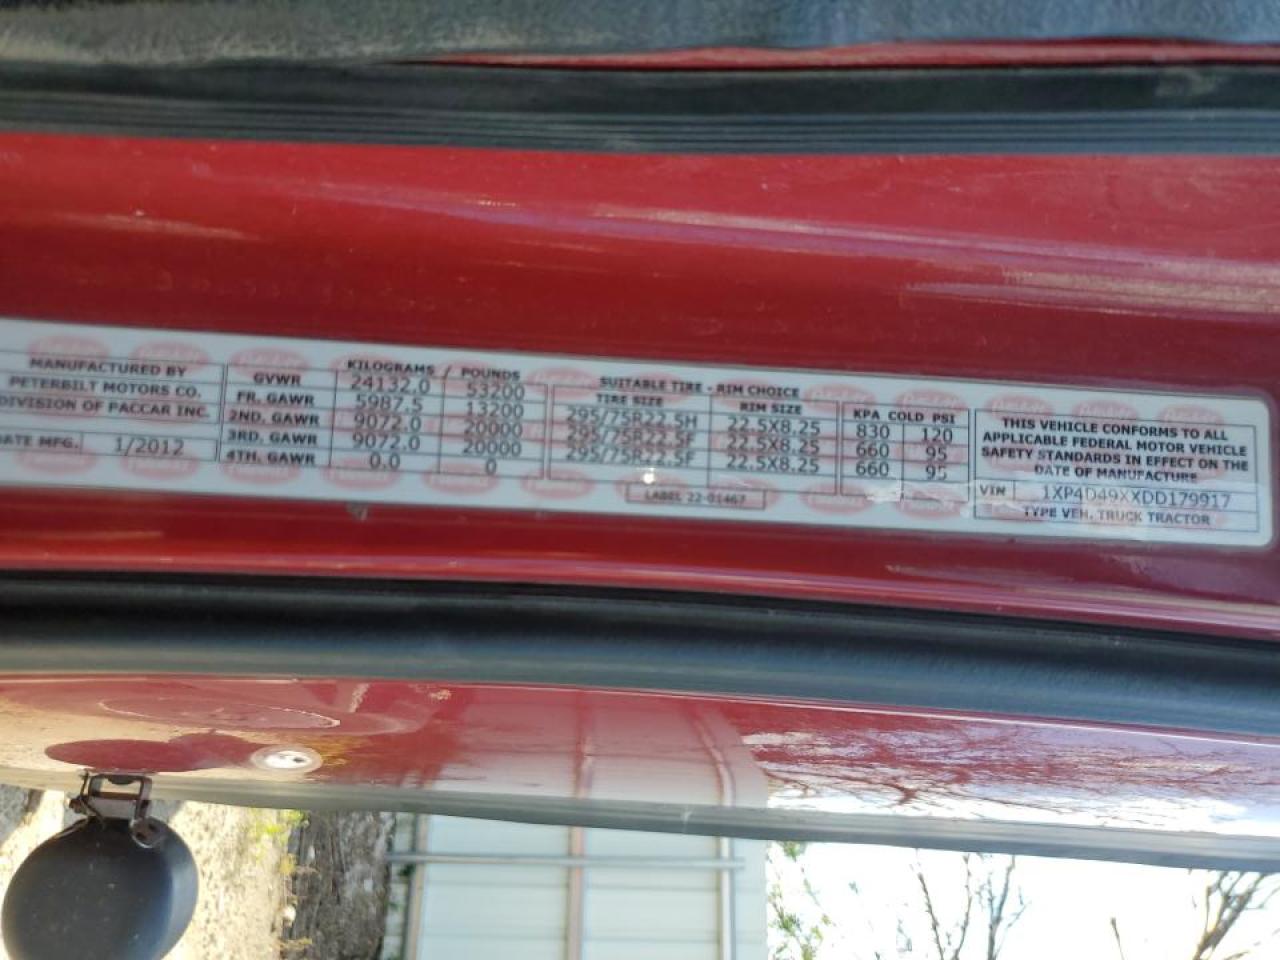 MANUFACTURED BY
PETERBILT MOTORS CO.
DIVISION OF PACCAR INC.
DATE MFG. 1/2012
KILOGRAMS / POUNDS
GVWR 24132.0 53200
FR. GAWR 5987.5 13200
2ND. GAWR 9072.0 20000
3RD. GAWR 9072.0 20000
4TH. GAWR 0.0 0
SUITABLE TIRE - RIM CHOICE
TIRE SIZE RIM SIZE KPA COLD PSI
295/75R22.5H 22.5X8.25 830 120
295/75R22.5F 22.5X8.25 660 95
295/75R22.5F 22.5X8.25 660 95
LABEL 22-01467
THIS VEHICLE CONFORMS TO ALL
APPLICABLE FEDERAL MOTOR VEHICLE
SAFETY STANDARDS IN EFFECT ON THE
DATE OF MANUFACTURE
VIN 1XP4D49XXDD179917
TYPE VEH. TRUCK TRACTOR